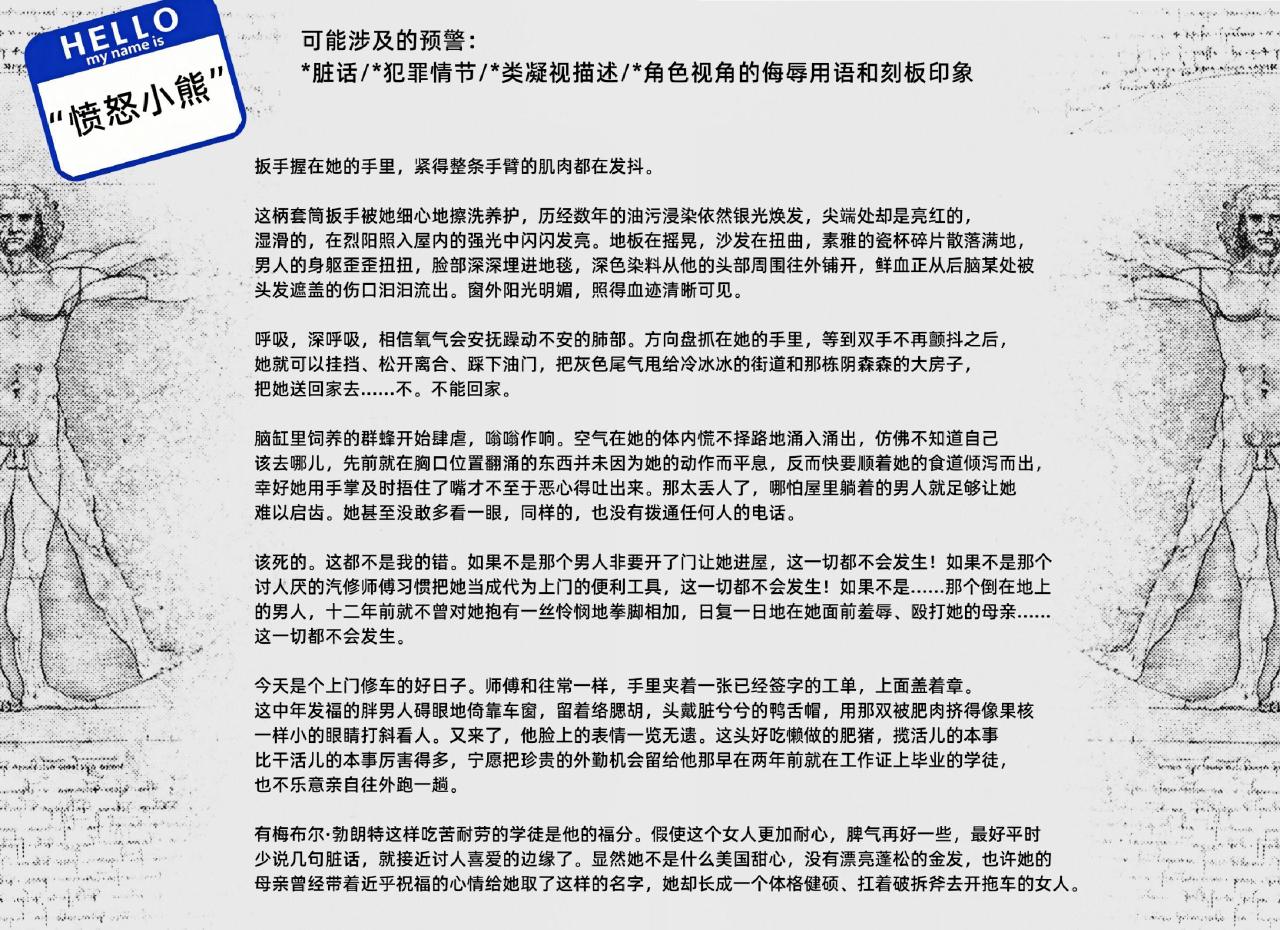 HELLO
my name is
“愤怒小熊”
可能涉及的预警：
*脏话/*犯罪情节/*类凝视描述/*角色视角的侮辱用语和刻板印象
扳手握在她的手里，紧得整条手臂的肌肉都在发抖。
这柄套筒扳手被她细心地擦洗养护，历经数年的油污浸染依然银光焕发，尖端处却是亮红的，
湿滑的，在烈阳照入屋内的强光中闪闪发亮。地板在摇晃，沙发在扭曲，素雅的瓷杯碎片散落满地，
男人的身躯歪歪扭扭，脸部深深埋进地毯，深色染料从他的头部周围往外铺开，鲜血正从后脑某处被
头发遮盖的伤口汩汩流出。窗外阳光明媚，照得血迹清晰可见。
呼吸，深呼吸，相信氧气会安抚躁动不安的肺部。方向盘抓在她的手里，等到双手不再颤抖之后，
她就可以挂挡、松开离合、踩下油门，把灰色尾气甩给冷冰冰的街道和那栋阴森森的大房子，
把她送回家去……不。不能回家。
脑缸里饲养的群蜂开始肆虐，嗡嗡作响。空气在她的体内慌不择路地涌入涌出，仿佛不知道自己
该去哪儿，先前就在胸口位置翻涌的东西并未因为她的动作而平息，反而快要顺着她的食道倾泻而出，
幸好她用手掌及时捂住了嘴才不至于恶心得吐出来。那太丢人了，哪怕屋里躺着的男人就足够让她
难以启齿。她甚至没敢多看一眼，同样的，也没有拨通任何人的电话。
该死的。这都不是我的错。如果不是那个男人非要开了门让她进屋，这一切都不会发生！如果不是那个
讨人厌的汽修师傅习惯把她当成代为上门的便利工具，这一切都不会发生！如果不是……那个倒在地上
的男人，十二年前就不曾对她抱有一丝怜悯地拳脚相加，日复一日地在她面前羞辱、殴打她的母亲……
这一切都不会发生。
今天是个上门修车的好日子。师傅和往常一样，手里夹着一张已经签字的工单，上面盖着章。
这中年发福的胖男人碍眼地倚靠车窗，留着络腮胡，头戴脏兮兮的鸭舌帽，用那双被肥肉挤得像果核
一样小的眼睛打斜看人。又来了，他脸上的表情一览无遗。这头好吃懒做的肥猪，揽活儿的本事
比干活儿的本事厉害得多，宁愿把珍贵的外勤机会留给他那早在两年前就在工作证上毕业的学徒，
也不乐意亲自往外跑一趟。
有梅布尔·勃朗特这样吃苦耐劳的学徒是他的福分。假使这个女人更加耐心，脾气再好一些，最好平时
少说几句脏话，就接近讨人喜爱的边缘了。显然她不是什么美国甜心，没有漂亮蓬松的金发，也许她的
母亲曾经带着近乎祝福的心情给她取了这样的名字，她却长成一个体格健硕、扛着破拆斧去开拖车的女人。